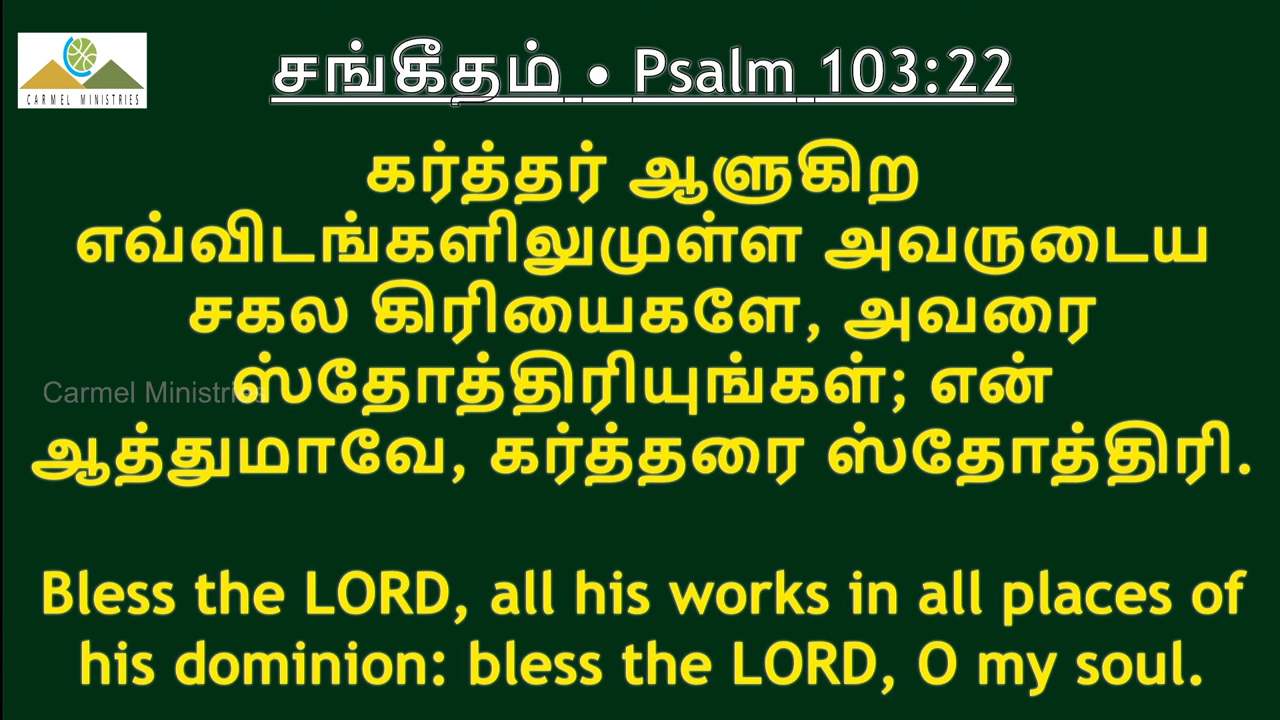 CARMEL MINISTRIES
சங்கீதம் • Psalm 103:22
கர்த்தர் ஆளுகிற
எவ்விடங்களிலுமுள்ள அவருடைய
சகல கிரியைகளே, அவரை
ஸ்தோத்திரியுங்கள்; என்
Carmel Ministries
ஆத்துமாவே, கர்த்தரை ஸ்தோத்திரி.
Bless the LORD, all his works in all places of
his dominion: bless the LORD, O my soul.